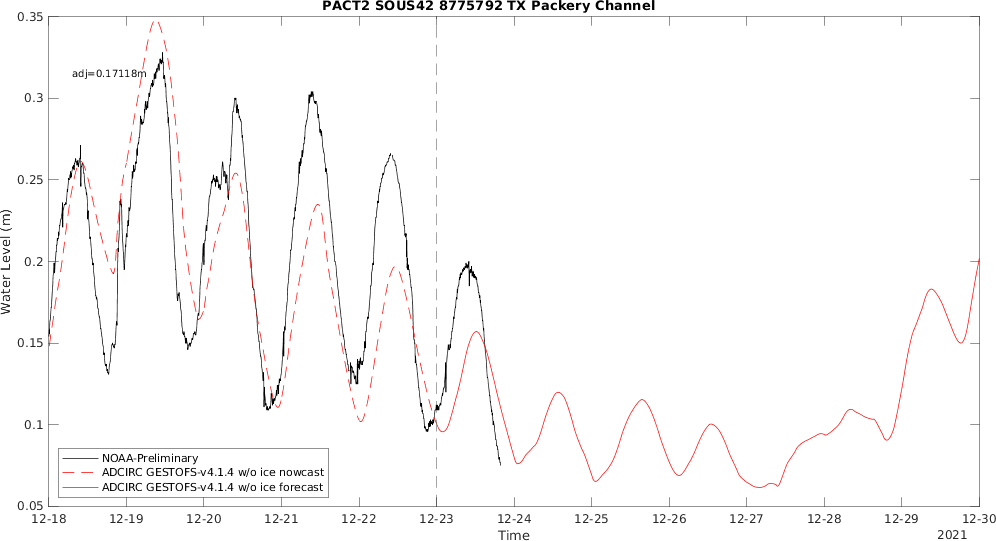 PACT2 SOUS42 8775792 TX Packery Channel
0.35
adj=0.17118m
0.3
0.25
0.2
0.15
0.1
0.05
Water Level (m)
NOAA-Preliminary
ADCIRC GESTOFS-v4.1.4 w/o ice nowcast
ADCIRC GESTOFS-v4.1.4 w/o ice forecast
12-18 12-19 12-20 12-21 12-22 12-23 12-24 12-25 12-26 12-27 12-28 12-29 12-30
Time
2021